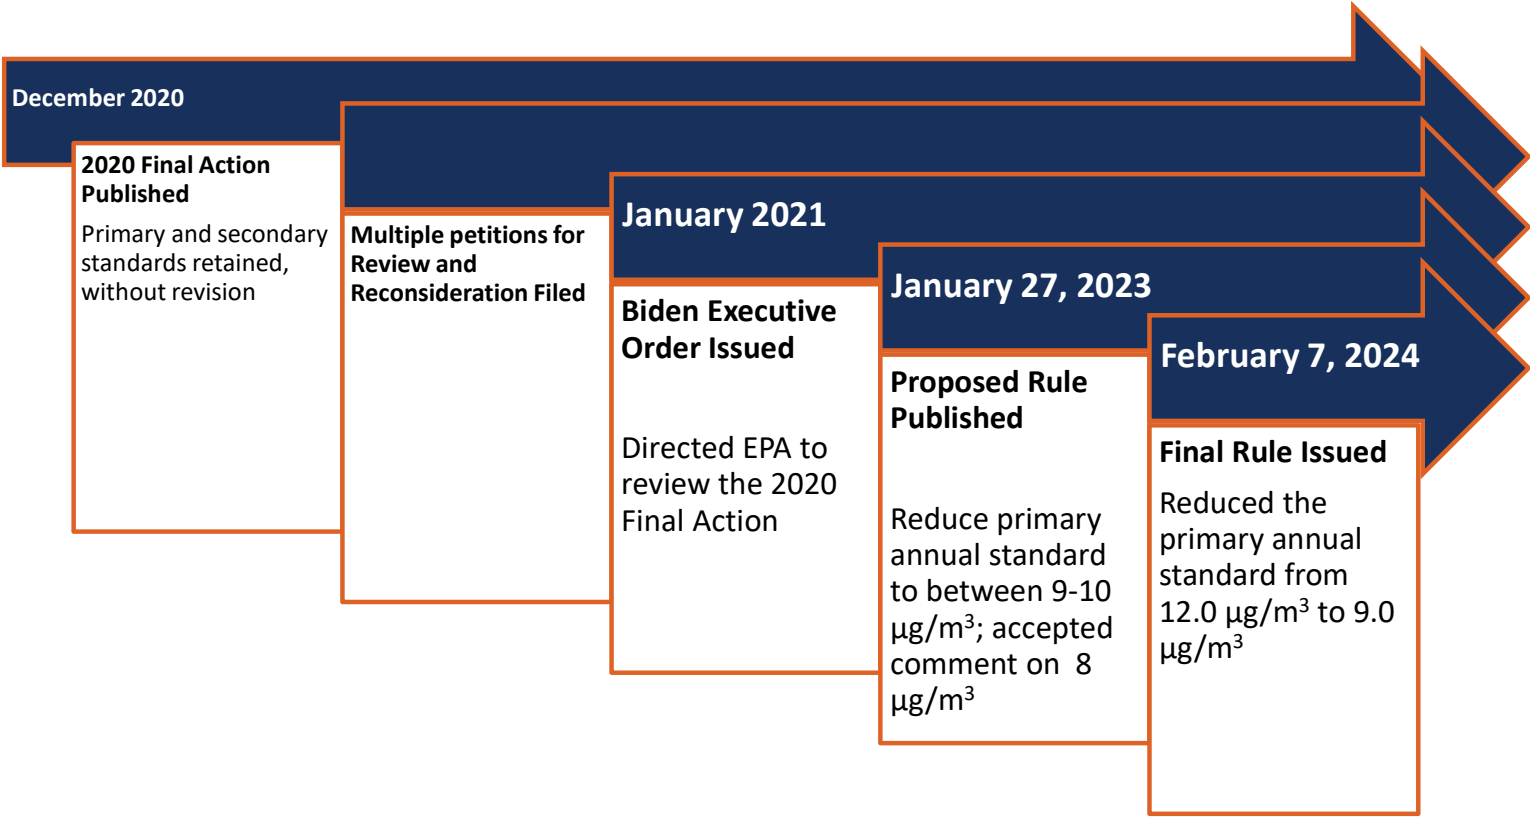 December 2020
2020 Final Action
Published
Primary and secondary
standards retained,
without revision
Multiple petitions for
Review and
Reconsideration Filed
January 2021
Biden Executive
Order Issued
Directed EPA to
review the 2020
Final Action
January 27, 2023
Proposed Rule
Published
Reduce primary
annual standard
to between 9-10
µg/m³; accepted
comment on  8
µg/m³
February 7, 2024
Final Rule Issued
Reduced the
primary annual
standard from
12.0 µg/m³ to 9.0
µg/m³